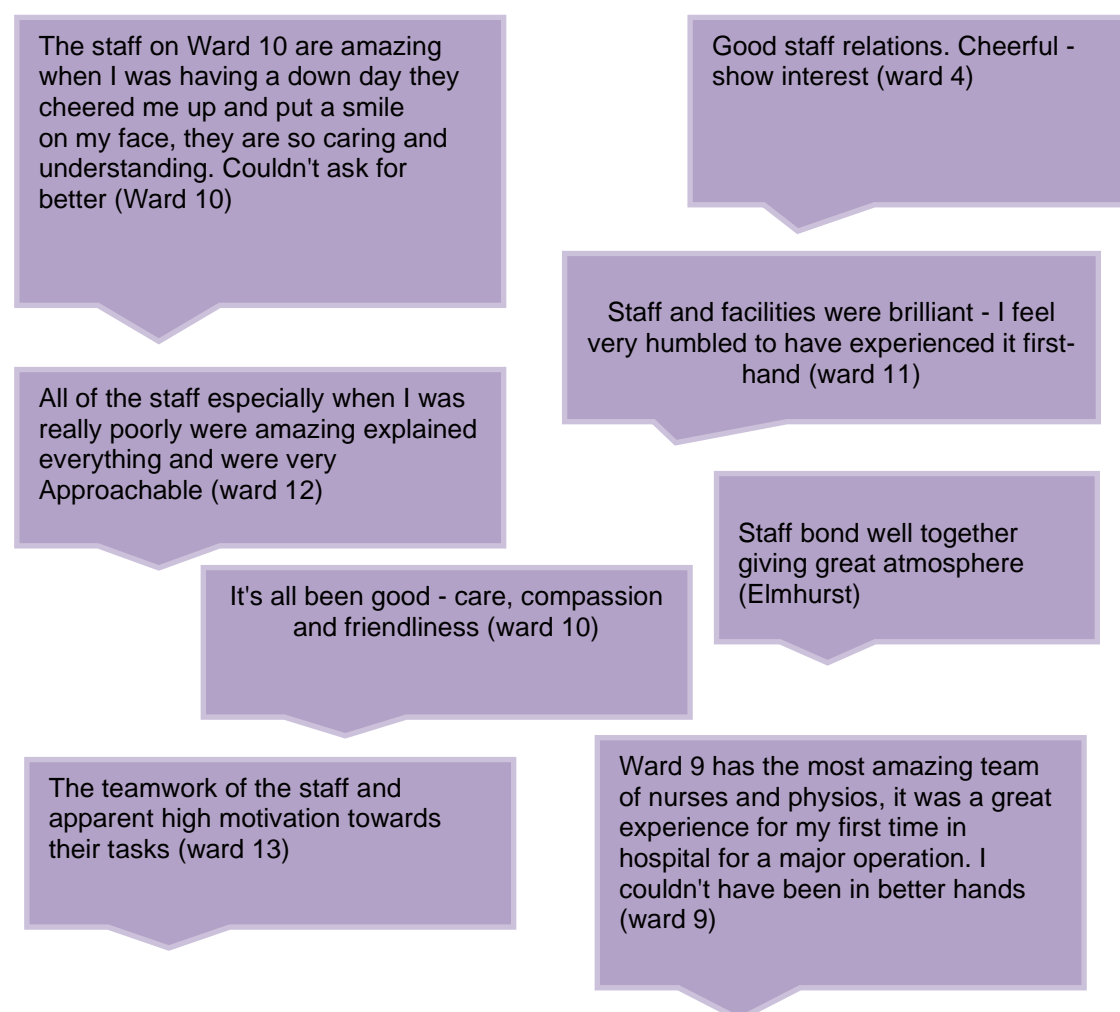 The staff on Ward 10 are amazing
when I was having a down day they
cheered me up and put a smile
on my face, they are so caring and
understanding. Couldn't ask for
better (Ward 10)
Good staff relations. Cheerful -
show interest (ward 4)
Staff and facilities were brilliant - I feel
very humbled to have experienced it first-
hand (ward 11)
All of the staff especially when I was
really poorly were amazing explained
everything and were very
Approachable (ward 12)
Staff bond well together
giving great atmosphere
(Elmhurst)
It's all been good - care, compassion
and friendliness (ward 10)
The teamwork of the staff and
apparent high motivation towards
their tasks (ward 13)
Ward 9 has the most amazing team
of nurses and physios, it was a great
experience for my first time in
hospital for a major operation. I
couldn't have been in better hands
(ward 9)